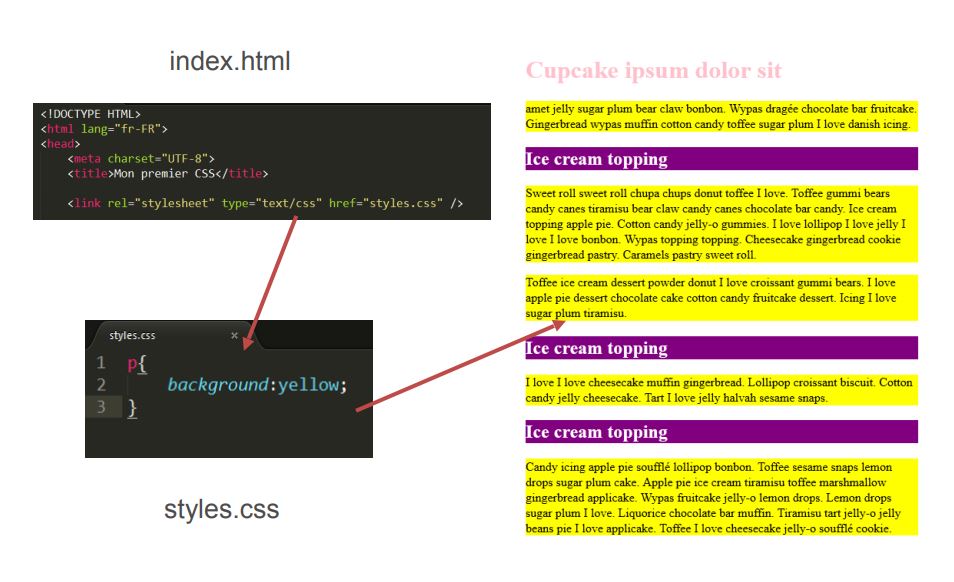 index.html
<!DOCTYPE HTML>
<html lang="fr-FR">
<head>
<meta charset="UTF-8">
<title>Mon premier CSS</title>
<link rel="stylesheet" type="text/css" href="styles.css" />
styles.css
1 p{
2 background:yellow;
3 }
styles.css
Cupcake ipsum dolor sit
amet jelly sugar plum bear claw bonbon. Wypas dragée chocolate bar fruitcake.
Gingerbread wypas muffin cotton candy toffee sugar plum I love danish icing.
Ice cream topping
Sweet roll sweet roll chupa chups donut toffee I love. Toffee gummi bears
candy canes tiramisu bear claw candy canes chocolate bar candy. Ice cream
topping apple pie. Cotton candy jelly-o gummies. I love lollipop I love jelly I
love I love bonbon. Wypas topping topping. Cheesecake gingerbread cookie
gingerbread pastry. Caramels pastry sweet roll.
Toffee ice cream dessert powder donut I love croissant gummi bears. I love
apple pie dessert chocolate cake cotton candy fruitcake dessert. Icing I love
sugar plum tiramisu.
Ice cream topping
I love I love cheesecake muffin gingerbread. Lollipop croissant biscuit. Cotton
candy jelly cheesecake. Tart I love jelly halvah sesame snaps.
Ice cream topping
Candy icing apple pie soufflé lollipop bonbon. Toffee sesame snaps lemon
drops sugar plum cake. Apple pie ice cream tiramisu toffee marshmallow
gingerbread applicake. Wypas fruitcake jelly-o lemon drops. Lemon drops
sugar plum I love. Liquorice chocolate bar muffin. Tiramisu tart jelly-o jelly
beans pie I love applicake. Toffee I love cheesecake jelly-o soufflé cookie.